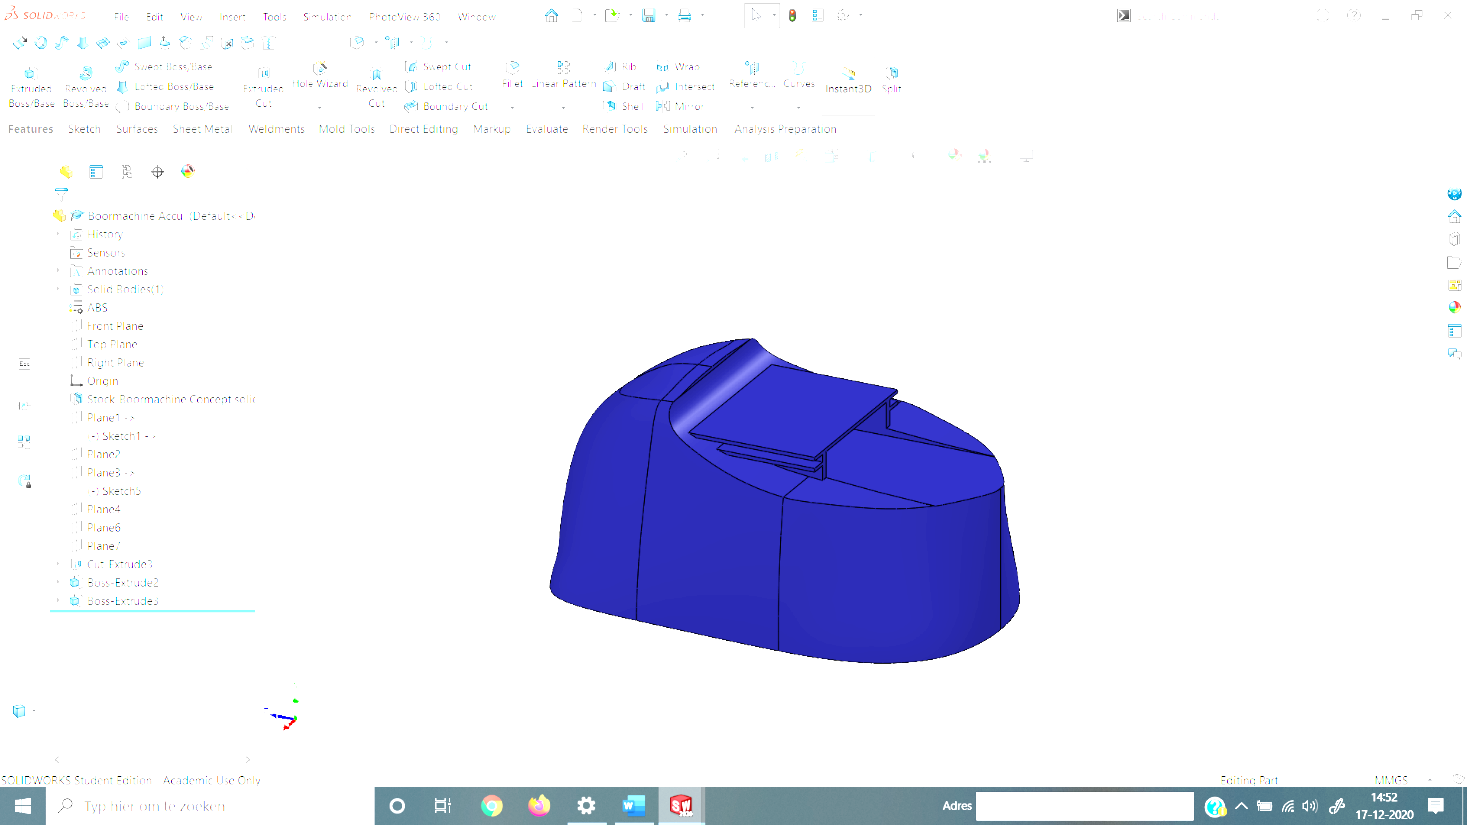 SOLIDWORKS File Edit View Insert Tools Simulation PhotoView 360 Window
Extruded Boss/Base
Revolved Boss/Base
Swept Boss/Base
Lofted Boss/Base
Boundary Boss/Base
Extruded Cut
Hole Wizard
Revolved Cut
Swept Cut
Lofted Cut
Boundary Cut
Fillet
Linear Pattern
Rib
Draft
Shell
Wrap
Intersect
Mirror
Referenc...
Curves
Instant3D
Split
Features Sketch Surfaces Sheet Metal Weldments Mold Tools Direct Editing Markup Evaluate Render Tools Simulation Analysis Preparation
Boormachine Accu (Default< < D
History
Sensors
Annotations
Solid Bodies(1)
ABS
Front Plane
Top Plane
Right Plane
Origin
Stock-Boormachine Concept.sol
Plane1 ->
(-) Sketch1 ->
Plane2
Plane3 ->
(-) Sketch5
Plane4
Plane6
Plane7
Cut-Extrude3
Boss-Extrude2
Boss-Extrude3
SOLIDWORKS Student Edition - Academic Use Only
Editing Part
MMGS
Typ hier om te zoeken
Adres
14:52
17-12-2020